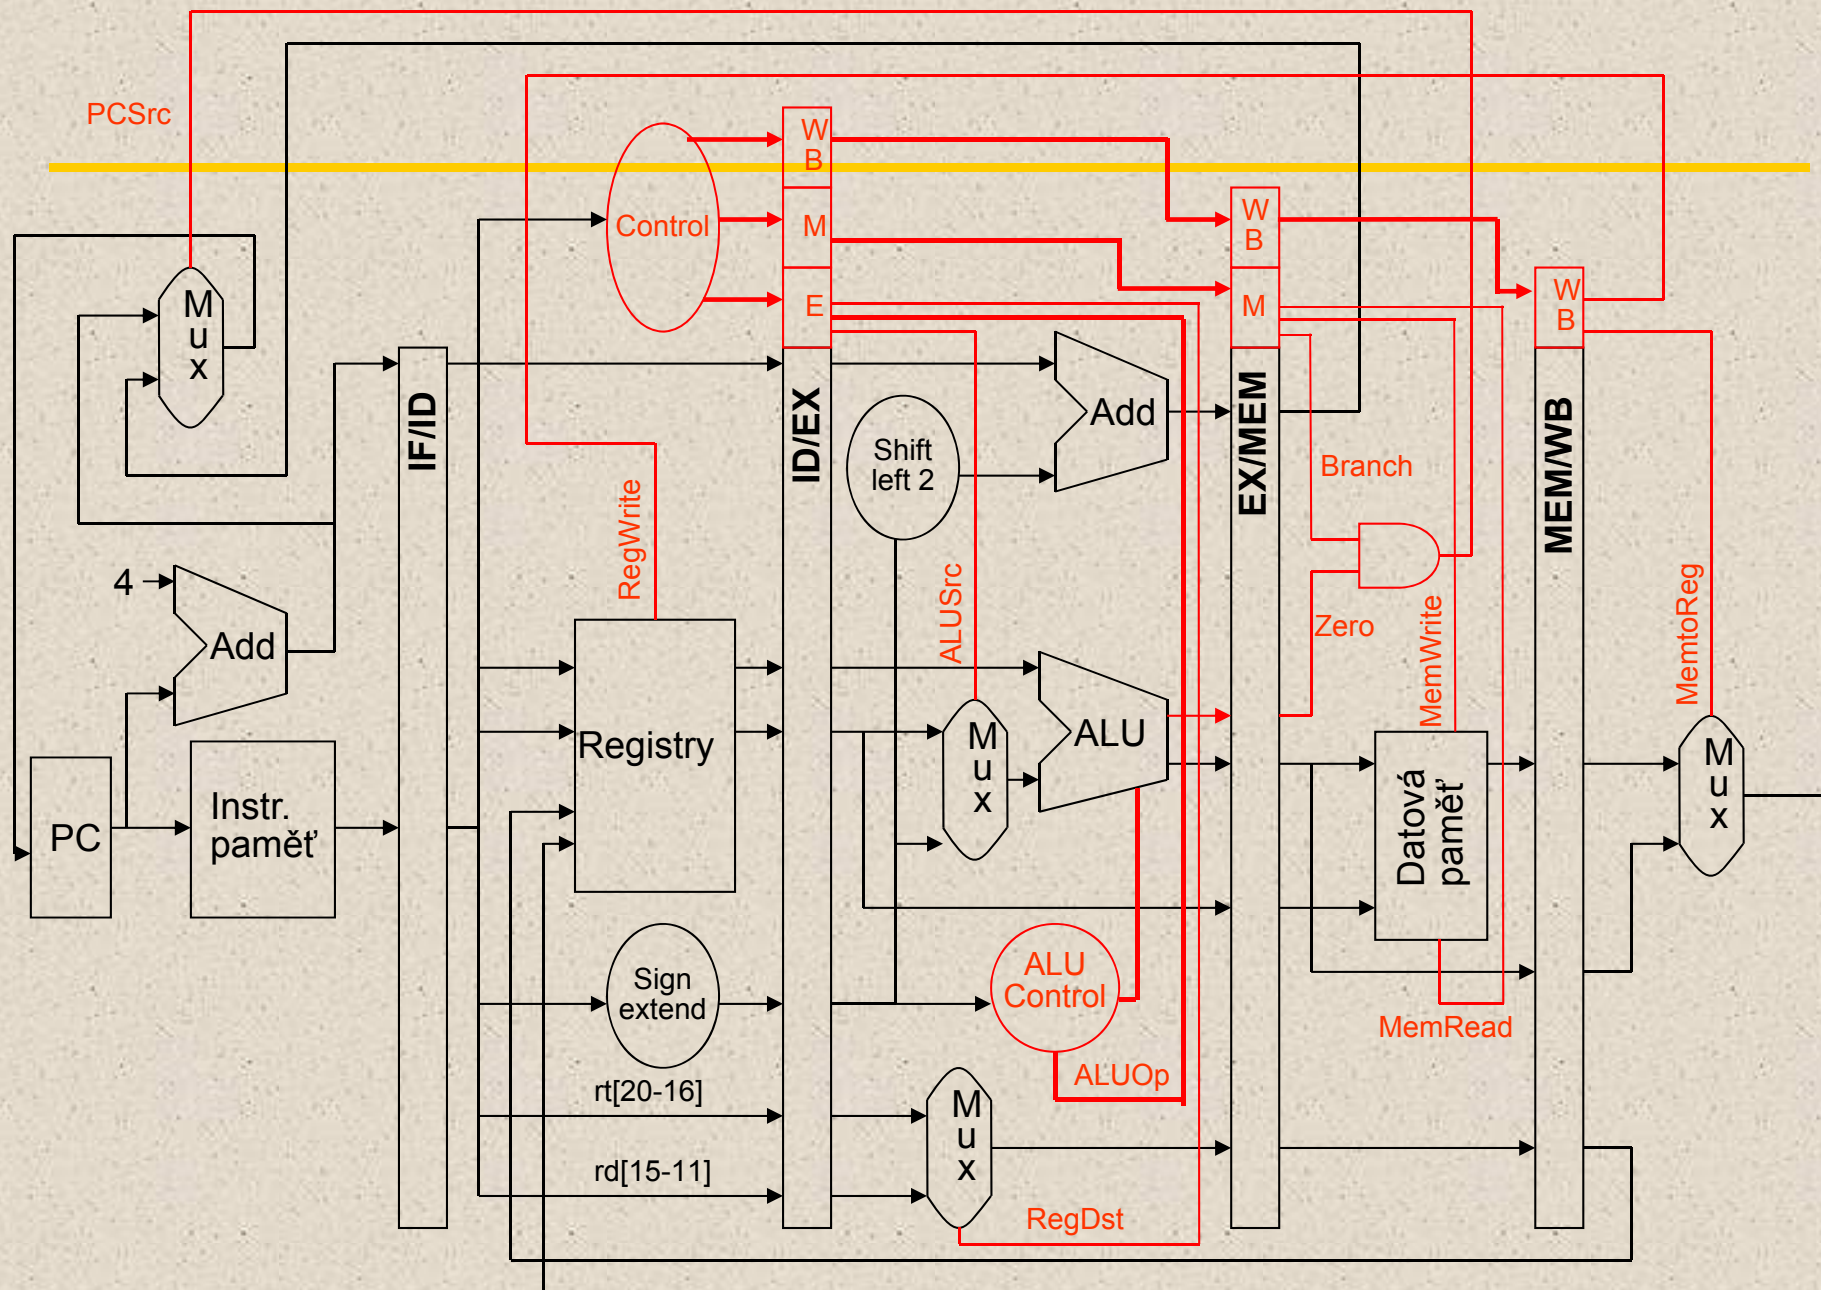 PCSrc
W
B
Control
M
E
W
B
M
W
B
M
u
x
IF/ID
ID/EX
Shift
left 2
Add
EX/MEM
Branch
MEM/WB
RegWrite
ALUSrc
4
Add
Zero
MemWrite
MemtoReg
Registry
M
u
x
ALU
M
u
x
PC
Instr.
paměť
Datová
paměť
Sign
extend
ALU
Control
MemRead
ALUOp
rt[20-16]
M
u
x
rd[15-11]
RegDst